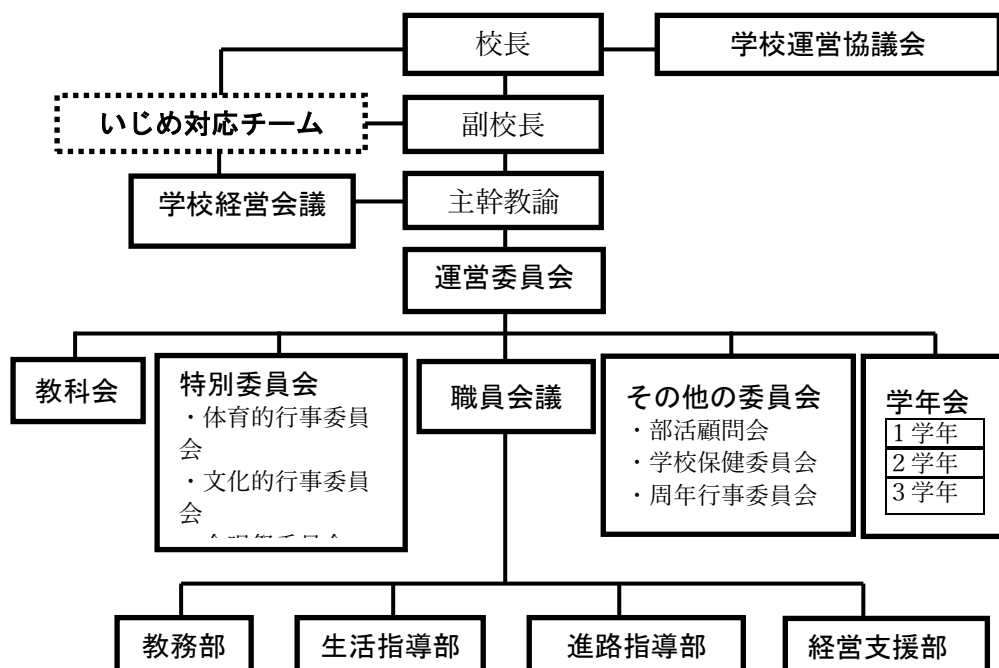 校長
学校運営協議会
いじめ対応チーム
副校長
学校経営会議
主幹教諭
運営委員会
教科会
特別委員会
・体育的行事委員
会
・文化的行事委員
会
職員会議
その他の委員会
・部活顧問会
・学校保健委員会
・周年行事委員会
学年会
1学年
2学年
3学年
教務部
生活指導部
進路指導部
経営支援部